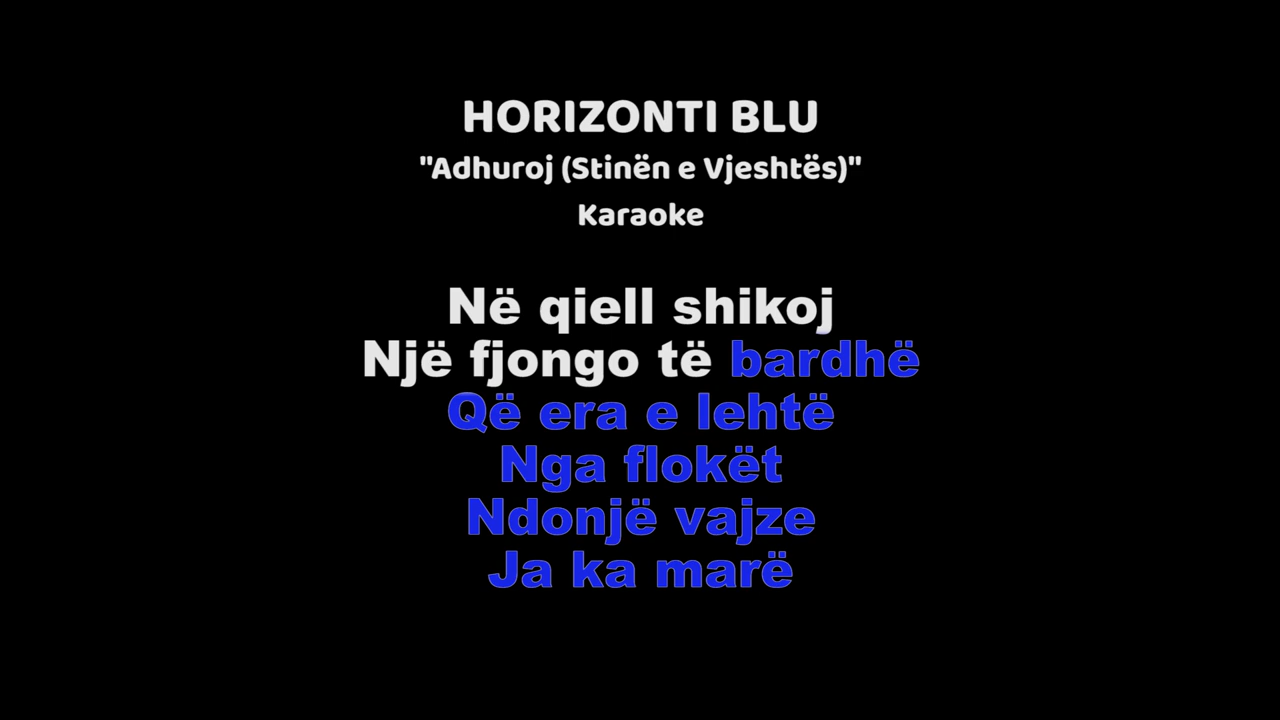 HORIZONTI BLU
"Adhuroj (Stinën e Vjeshtës)"
Karaoke
Në qiell shikoj
Një fjongo të bardhë
Që era e lehtë
Nga flokët
Ndonjë vajze
Ja ka marë